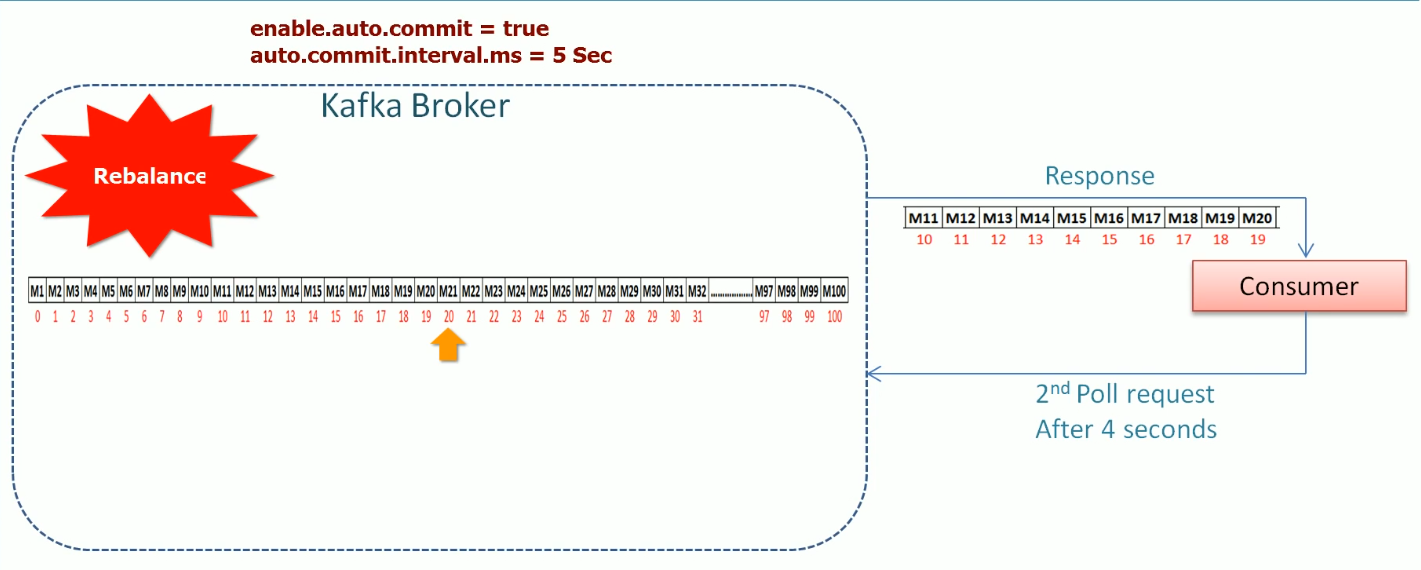 enable.auto.commit = true
auto.commit.interval.ms = 5 Sec
Kafka Broker
Rebalance
Response
M11 M12 M13 M14 M15 M16 M17 M18 M19 M20
10 11 12 13 14 15 16 17 18 19
Consumer
M1 M2 M3 M4 M5 M6 M7 M8 M9 M10 M11 M12 M13 M14 M15 M16 M17 M18 M19 M20 M21 M22 M23 M24 M25 M26 M27 M28 M29 M30 M31 M32 ................. M97 M98 M99 M100
0 1 2 3 4 5 6 7 8 9 10 11 12 13 14 15 16 17 18 19 20 21 22 23 24 25 26 27 28 29 30 31 97 98 99 100
2nd Poll request
After 4 seconds